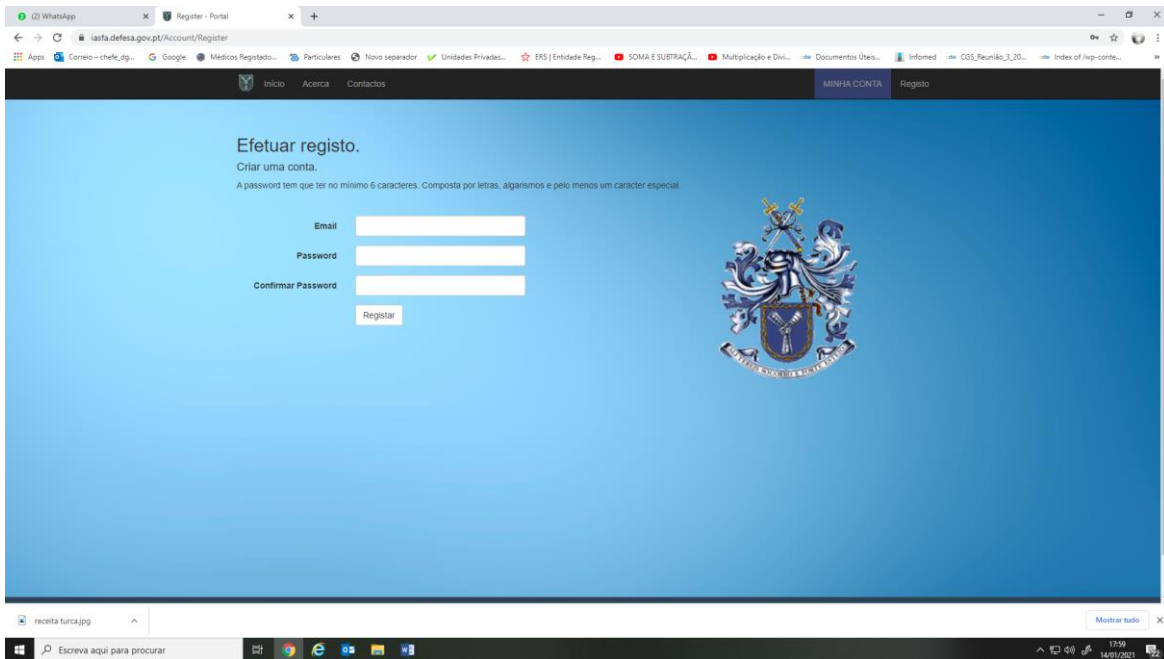 (2) WhatsApp
Register - Portal
iasfa.defesa.gov.pt/Account/Register
Apps Correio – chefe_dg... Google Médicos Registado... Particulares Novo separador Unidades Privadas... ERS | Entidade Reg... SOMA E SUBTRAÇÃ... Multiplicação e Divi... Documentos Úteis... Infomed CGS_Reunião_3_20... Index of /wp-conte...
Início Acerca Contactos MINHA CONTA Registo
Efetuar registo.
Criar uma conta.
A password tem que ter no mínimo 6 caracteres. Composta por letras, algarismos e pelo menos um caracter especial.
Email
Password
Confirmar Password
Registar
receita turca.jpg
Mostrar tudo
Escreva aqui para procurar
17:59
14/01/2021